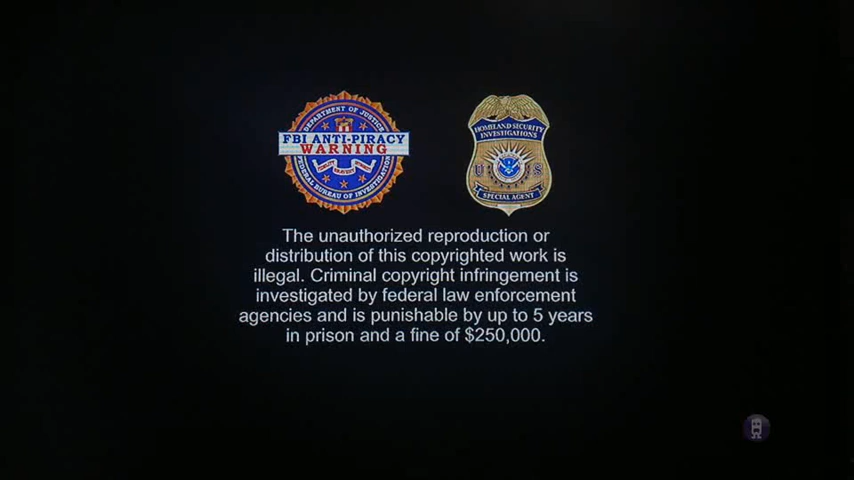 DEPARTMENT OF JUSTICE
FBI ANTI-PIRACY
WARNING
FEDERAL BUREAU OF INVESTIGATION
HOMELAND SECURITY
INVESTIGATIONS
U S
SPECIAL AGENT
The unauthorized reproduction or
distribution of this copyrighted work is
illegal. Criminal copyright infringement is
investigated by federal law enforcement
agencies and is punishable by up to 5 years
in prison and a fine of $250,000.